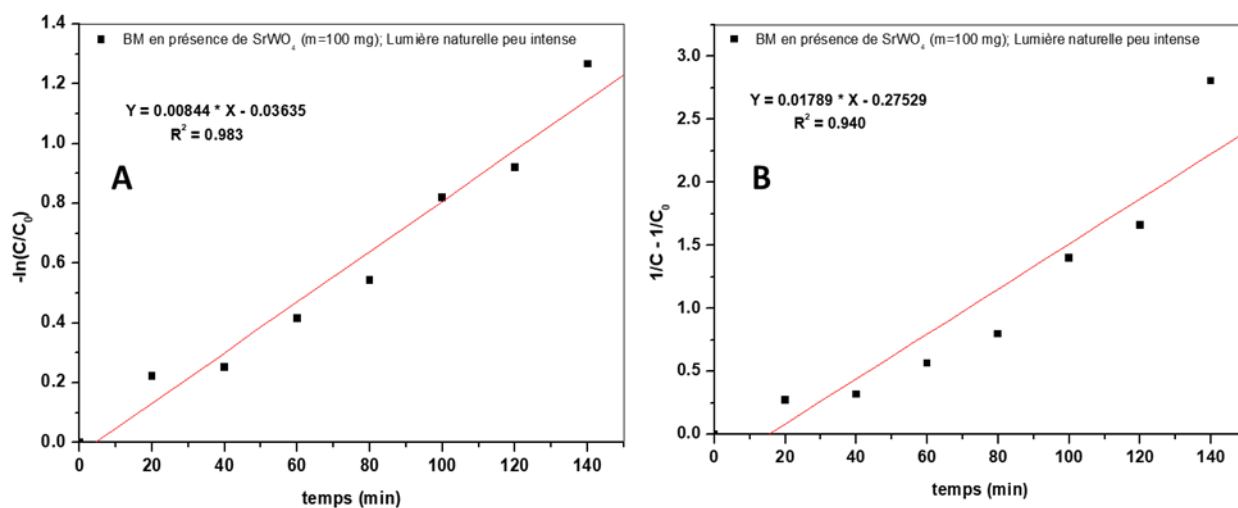 BM en présence de SrWO4 (m=100 mg); Lumière naturelle peu intense
Y = 0.00844 * X - 0.03635
R2 = 0.983
A
-ln(C/C0)
1.4
1.2
1.0
0.8
0.6
0.4
0.2
0.0
0 20 40 60 80 100 120 140
temps (min)
BM en présence de SrWO4 (m=100 mg); Lumière naturelle peu intense
Y = 0.01789 * X - 0.27529
R2 = 0.940
B
1/C - 1/C0
3.0
2.5
2.0
1.5
1.0
0.5
0.0
0 20 40 60 80 100 120 140
temps (min)